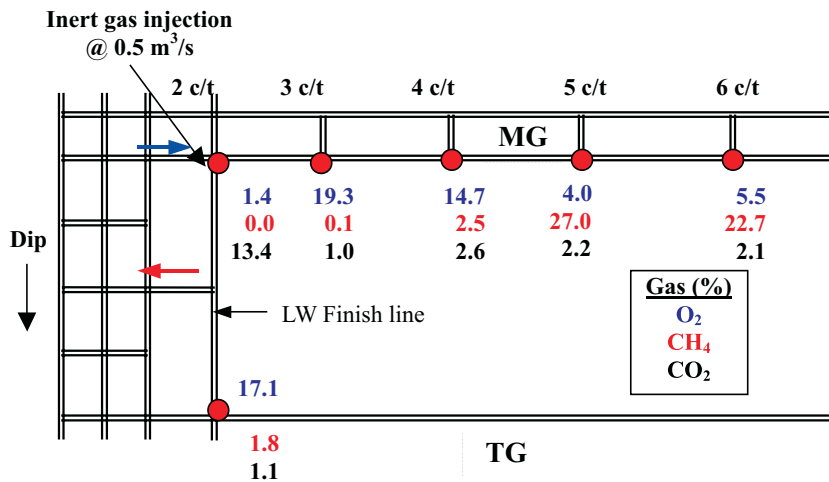 Inert gas injection
@ 0.5 m³/s
2 c/t 3 c/t 4 c/t 5 c/t 6 c/t
MG
1.4 19.3 14.7 4.0 5.5
0.0 0.1 2.5 27.0 22.7
13.4 1.0 2.6 2.2 2.1
Dip
Gas (%)
O₂
CH₄
CO₂
LW Finish line
17.1
1.8
1.1
TG